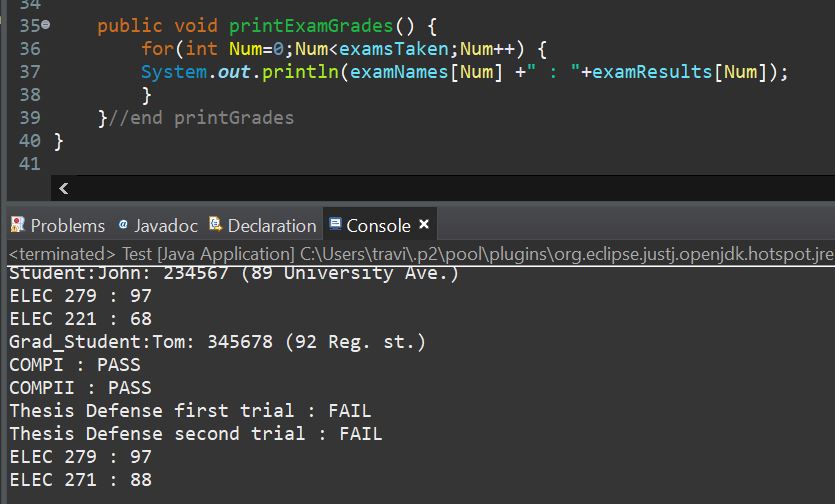 34
35 public void printExamGrades() {
36 for(int Num=0;Num<examsTaken;Num++) {
37 System.out.println(examNames[Num] +" : "+examResults[Num]);
38 }
39 }//end printGrades
40 }
41
Problems @ Javadoc Declaration Console
<terminated> Test [Java Application] C:\Users\travi\.p2\pool\plugins\org.eclipse.justj.openjdk.hotspot.jre
Student:John: 234567 (89 University Ave.)
ELEC 279 : 97
ELEC 221 : 68
Grad_Student:Tom: 345678 (92 Reg. st.)
COMPI : PASS
COMPII : PASS
Thesis Defense first trial : FAIL
Thesis Defense second trial : FAIL
ELEC 279 : 97
ELEC 271 : 88